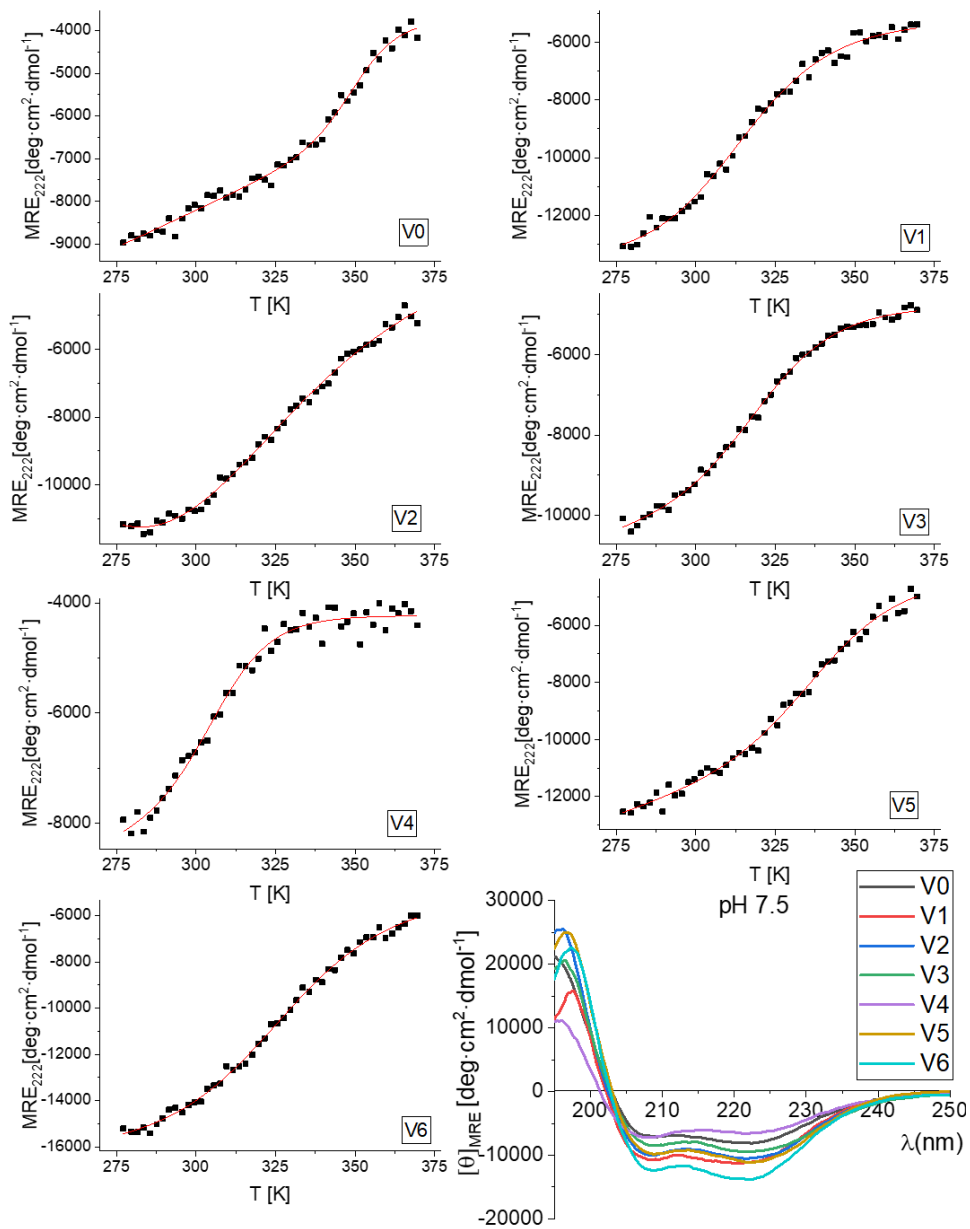 -4000
-5000
-6000
-7000
-8000
-9000
MRE222[deg·cm2·dmol-1]
V0
275 300 325 350 375
T [K]
-6000
-8000
-10000
-12000
MRE222[deg·cm2·dmol-1]
V1
275 300 325 350 375
T [K]
-6000
-8000
-10000
MRE222[deg·cm2·dmol-1]
V2
275 300 325 350 375
T [K]
-6000
-8000
-10000
MRE222[deg·cm2·dmol-1]
V3
275 300 325 350 375
T [K]
-4000
-6000
-8000
MRE222[deg·cm2·dmol-1]
V4
275 300 325 350 375
T [K]
-6000
-8000
-10000
-12000
MRE222[deg·cm2·dmol-1]
V5
275 300 325 350 375
T [K]
-6000
-8000
-10000
-12000
-14000
-16000
MRE222[deg·cm2·dmol-1]
V6
275 300 325 350 375
T [K]
pH 7.5
30000
20000
10000
0
-10000
-20000
[θ]MRE [deg·cm2·dmol-1]
200 210 220 230 240 250
λ(nm)
V0
V1
V2
V3
V4
V5
V6